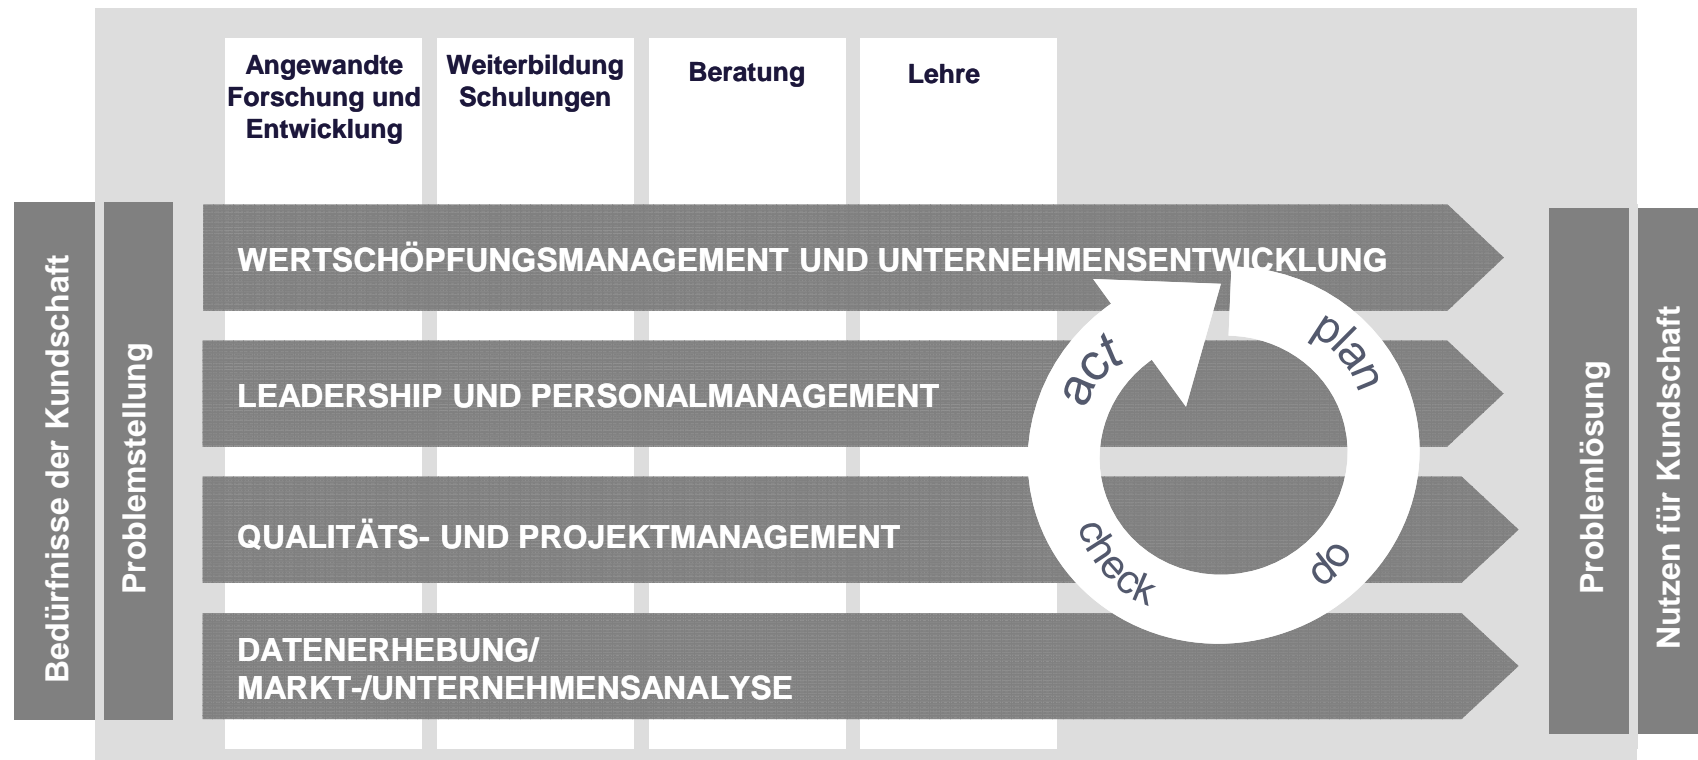 Angewandte
Forschung und
Entwicklung
Weiterbildung
Schulungen
Beratung
Lehre
Bedürfnisse der Kundschaft
Problemstellung
WERTSCHÖPFUNGSMANAGEMENT UND UNTERNEHMENSENTWICKLUNG
LEADERSHIP UND PERSONALMANAGEMENT
QUALITÄTS- UND PROJEKTMANAGEMENT
DATENERHEBUNG/
MARKT-/UNTERNEHMENSANALYSE
plan
do
check
act
Problemlösung
Nutzen für Kundschaft